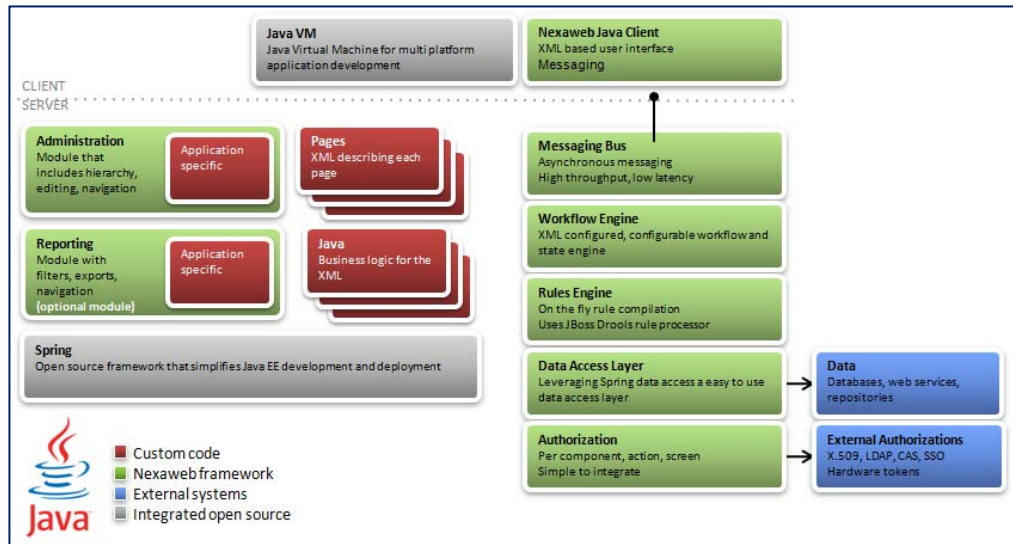 Java VM
Java Virtual Machine for multi platform
application development
Nexaweb Java Client
XML based user interface
Messaging
CLIENT
SERVER
Administration
Module that
includes hierarchy,
editing, navigation
Application
specific
Pages
XML describing each
page
Messaging Bus
Asynchronous messaging
High throughput, low latency
Workflow Engine
XML configured, configurable workflow and
state engine
Reporting
Module with
filters, exports,
navigation
(optional module)
Application
specific
Java
Business logic for the
XML
Rules Engine
On the fly rule compilation
Uses JBoss Drools rule processor
Spring
Open source framework that simplifies Java EE development and deployment
Data Access Layer
Leveraging Spring data access a easy to use
data access layer
Data
Databases, web services,
repositories
Authorization
Per component, action, screen
Simple to integrate
External Authorizations
X.509, LDAP, CAS, SSO
Hardware tokens
Java
Custom code
Nexaweb framework
External systems
Integrated open source